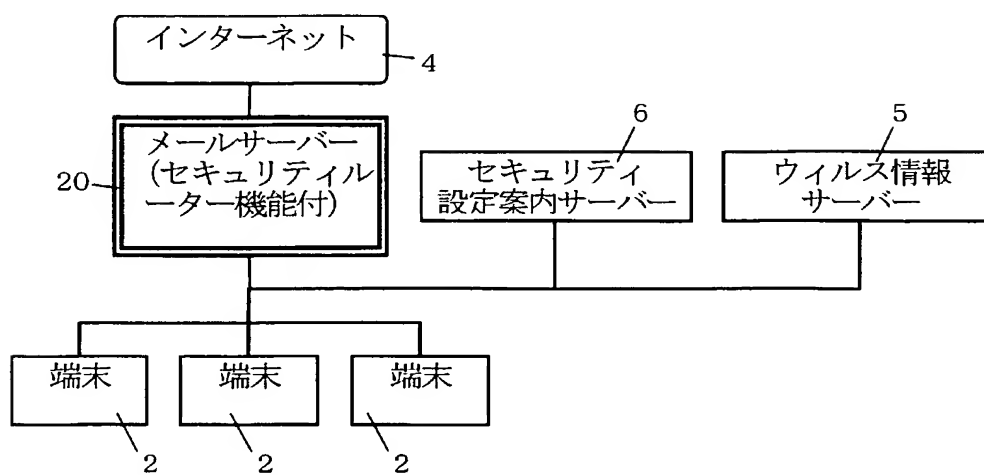 インターネット
4
メールサーバー
(セキュリティル
ーター機能付)
20
セキュリティ
設定案内サーバー
6
ウィルス情報
サーバー
5
端末
端末
端末
2
2
2